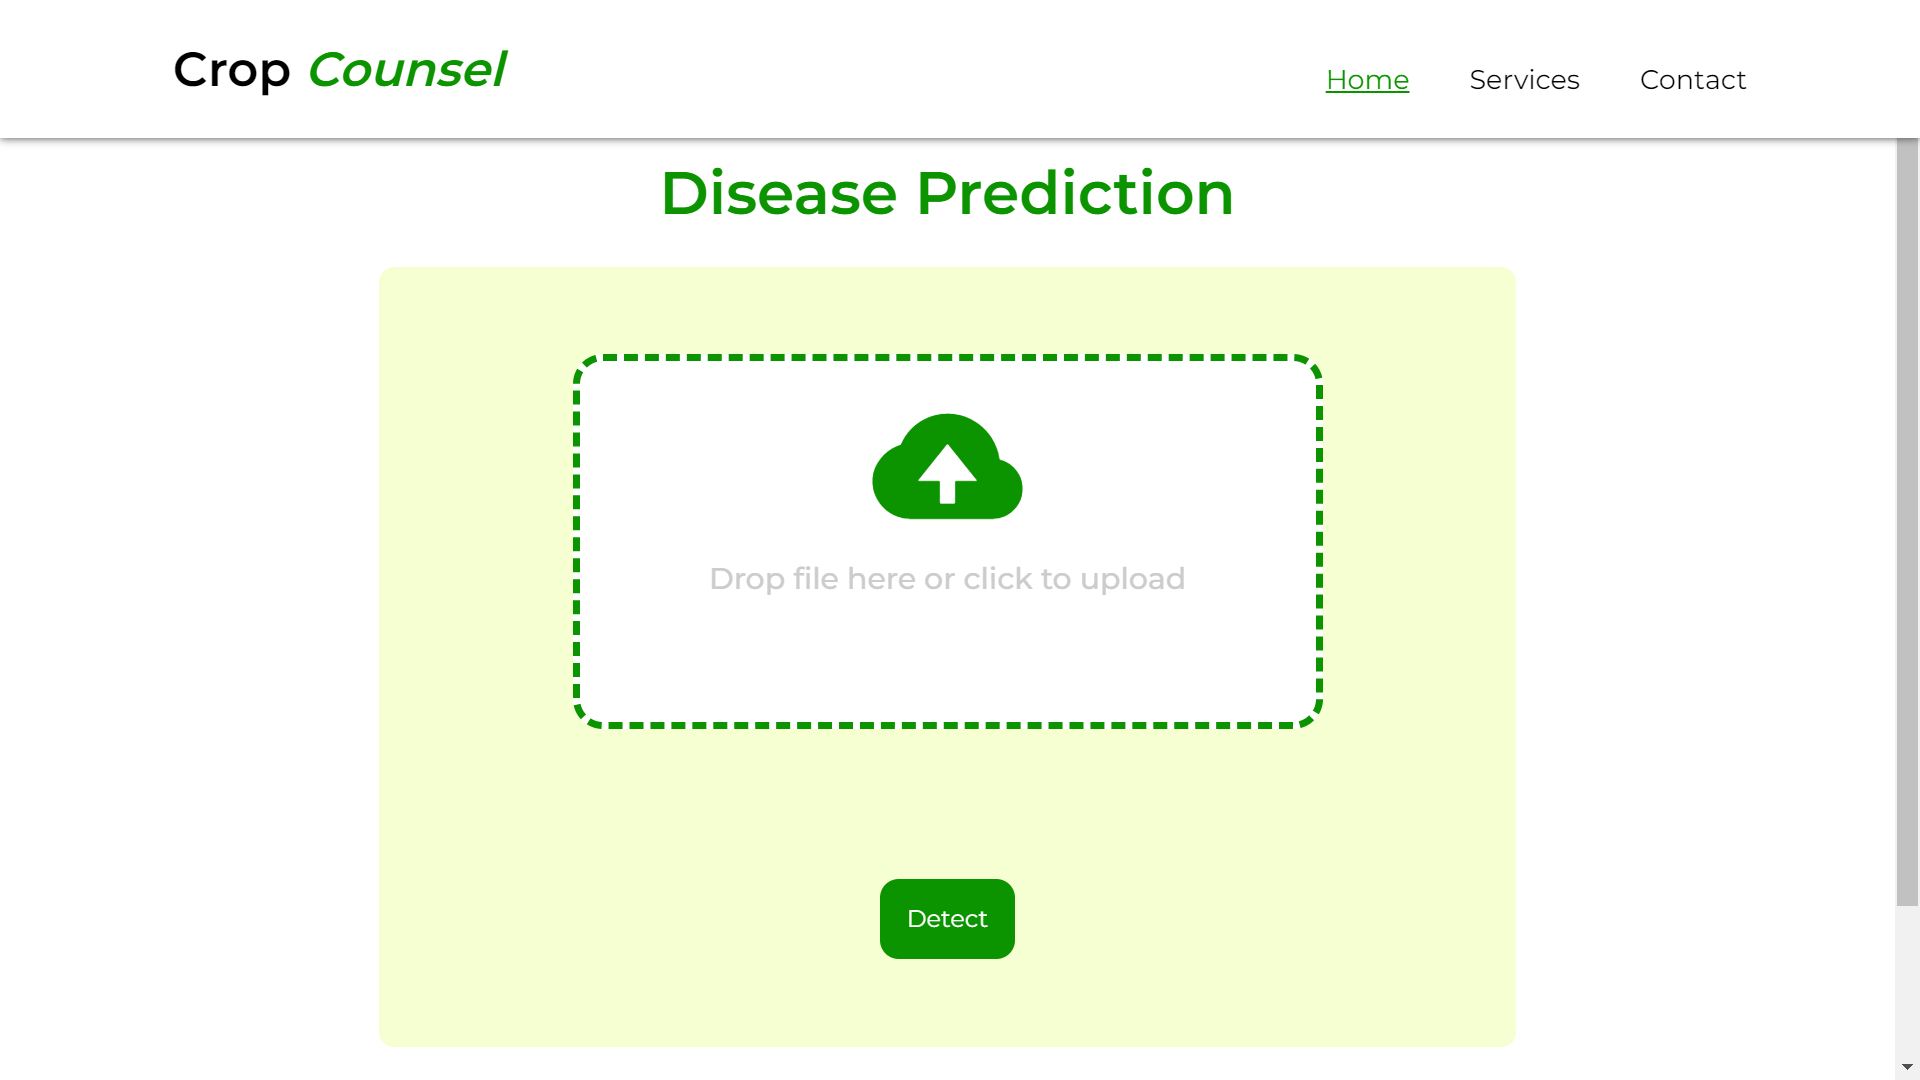 Crop Counsel
Home Services Contact
Disease Prediction
Drop file here or click to upload
Detect